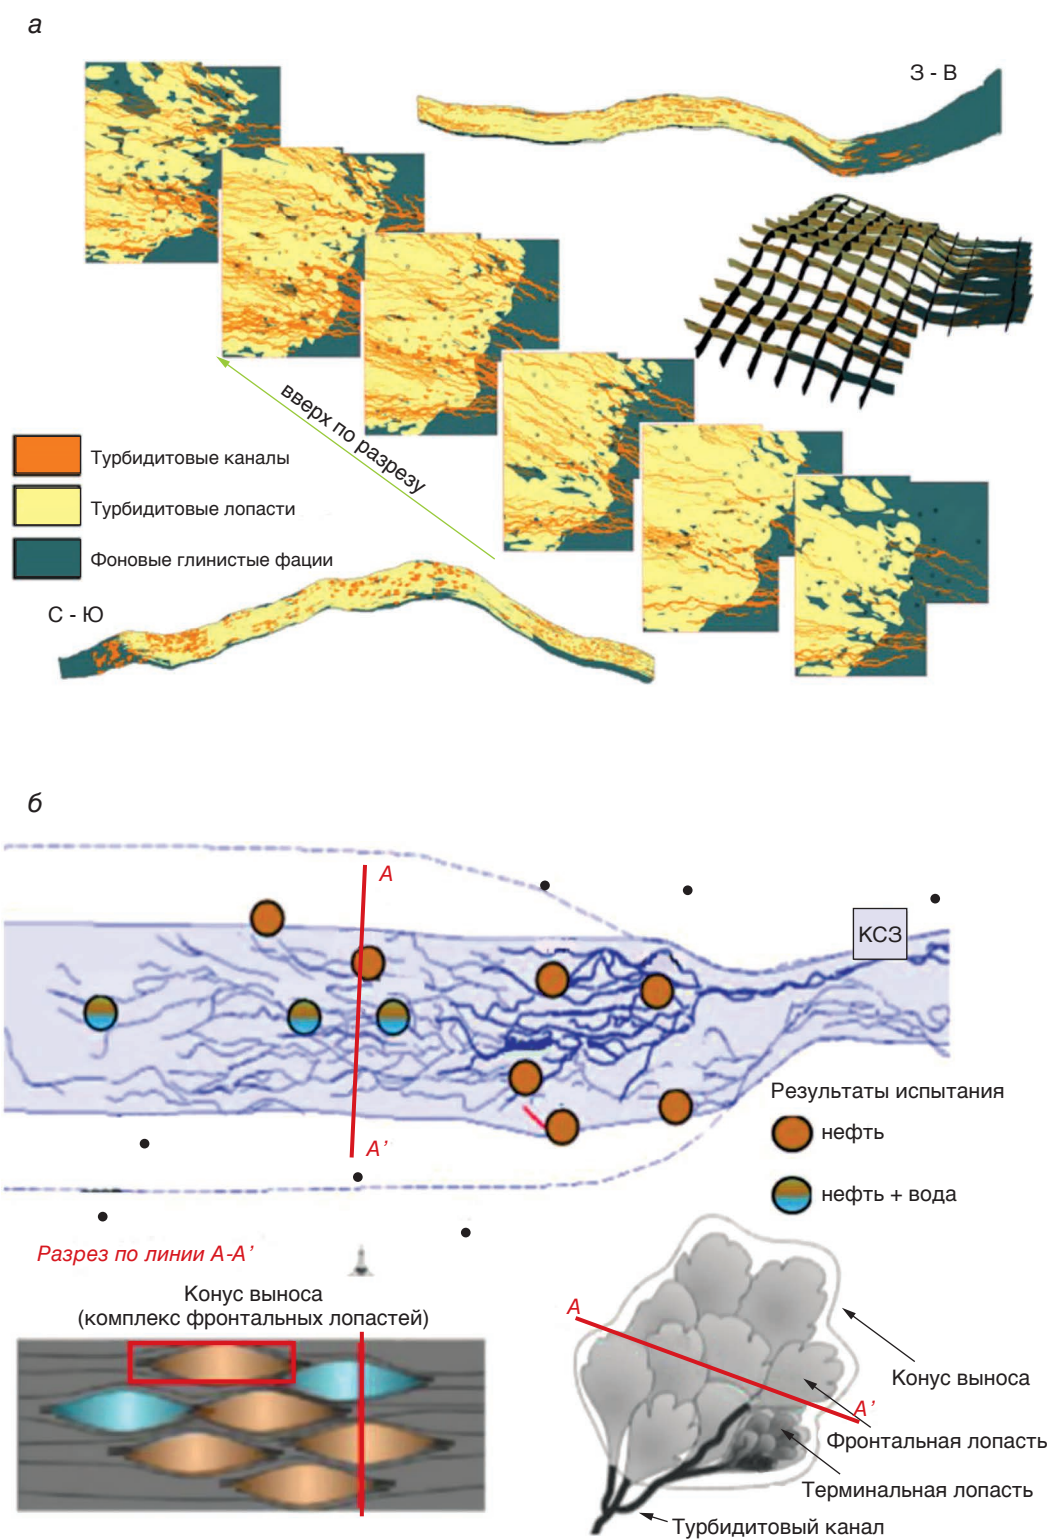 а
З - В
вверх по разрезу
Турбидитовые каналы
Турбидитовые лопасти
Фоновые глинистые фации
С - Ю
б
А
КСЗ
А’
Результаты испытания
нефть
нефть + вода
Разрез по линии А-А’
Конус выноса
(комплекс фронтальных лопастей)
А
Конус выноса
А’
Фронтальная лопасть
Терминальная лопасть
Турбидитовый канал